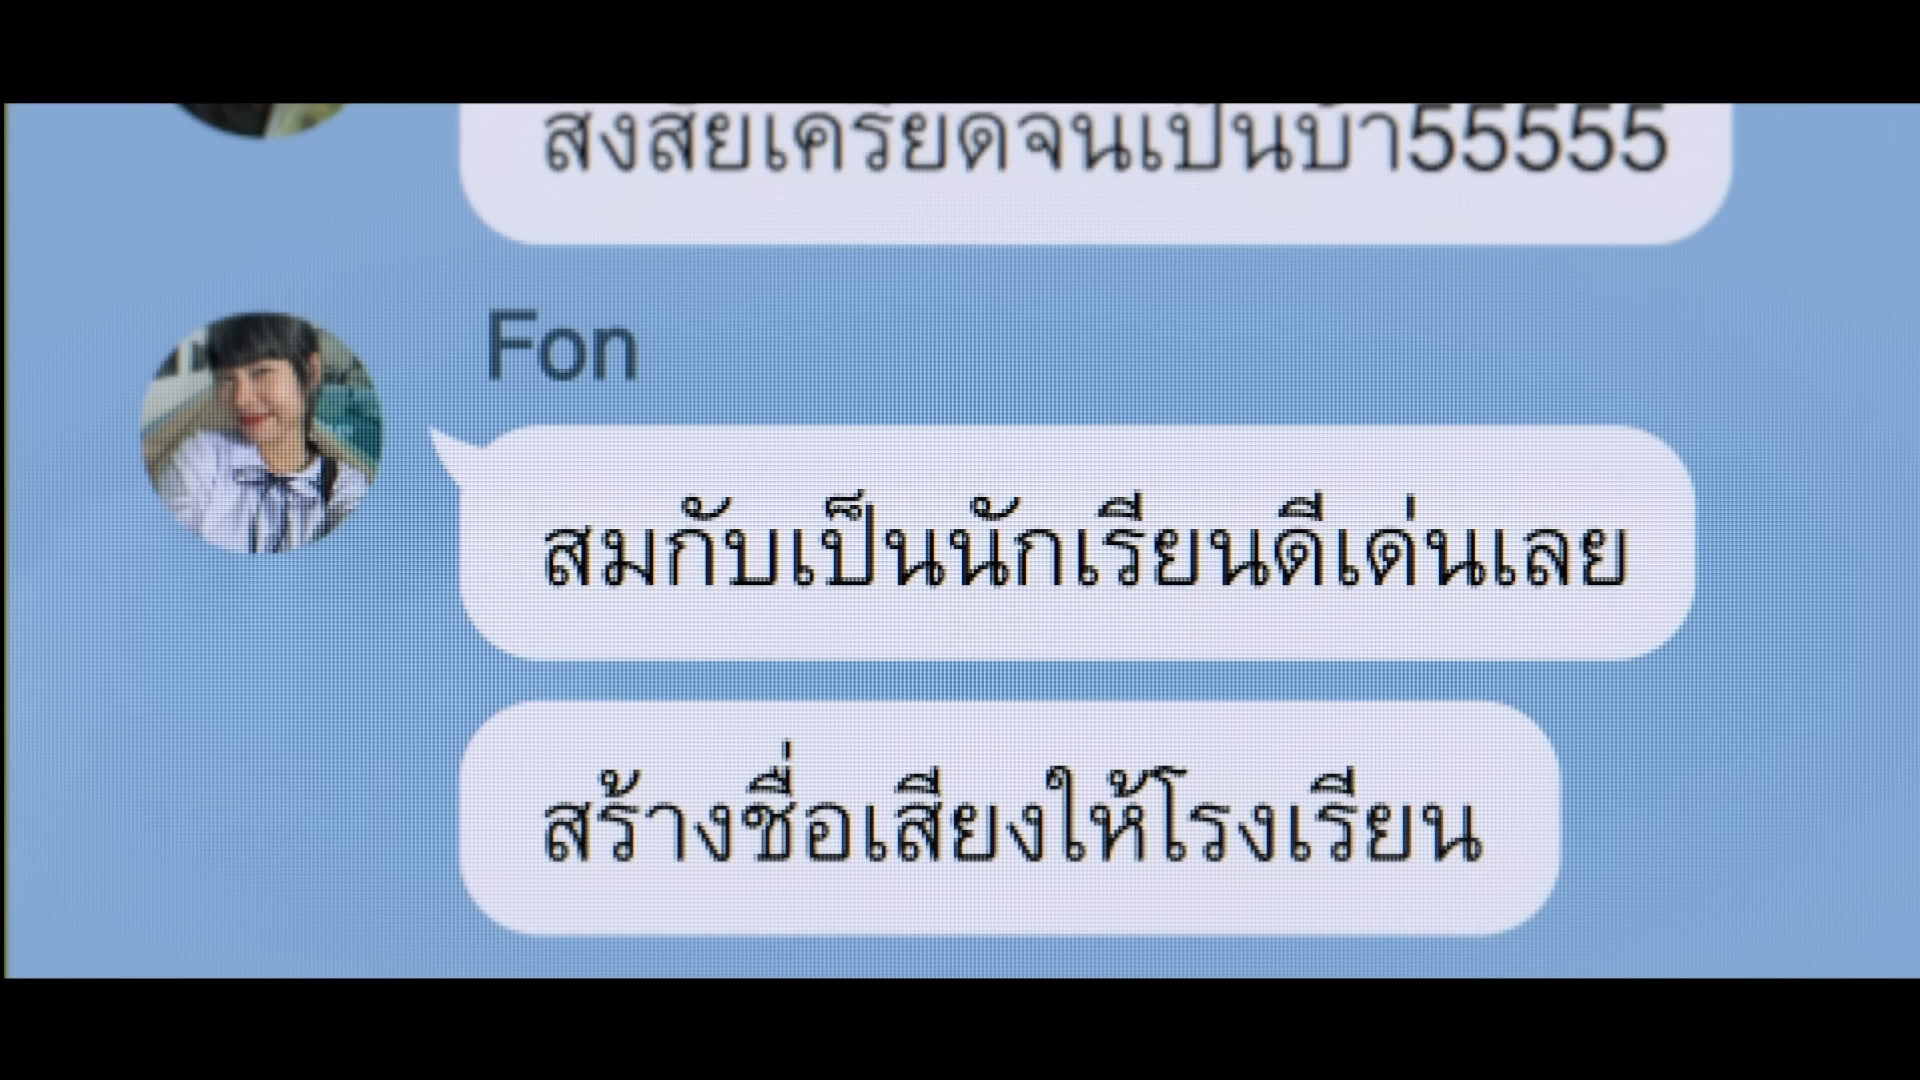 สงสัยเครียดจนเป็นบ้า55555
Fon
สมกับเป็นนักเรียนดีเด่นเลย
สร้างชื่อเสียงให้โรงเรียน